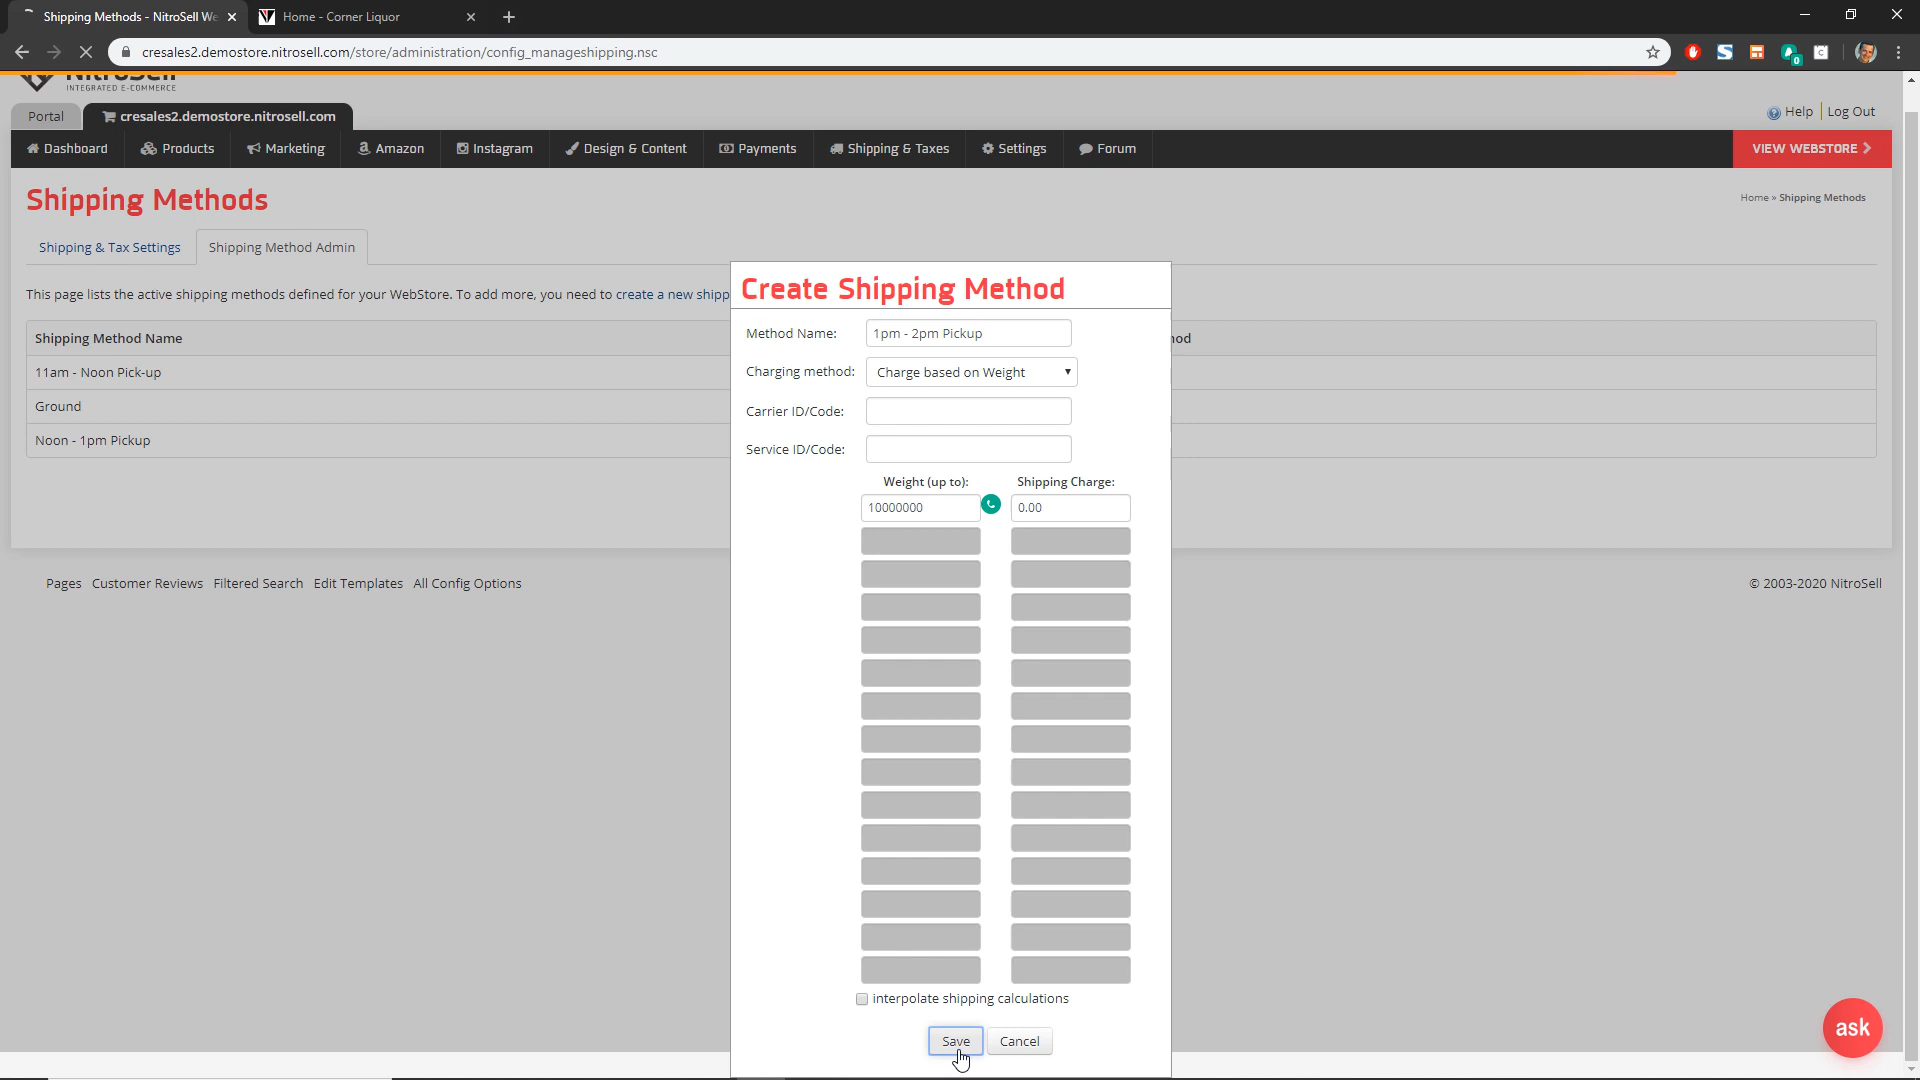 Shipping Methods - NitroSell We
Home - Corner Liquor
cresales2.demostore.nitrosell.com/store/administration/config_manageshipping.nsc
0
NitroSell
INTEGRATED E-COMMERCE
Portal
cresales2.demostore.nitrosell.com
Help
Log Out
Dashboard
Products
Marketing
Amazon
Instagram
Design & Content
Payments
Shipping & Taxes
Settings
Forum
VIEW WEBSTORE
Shipping Methods
Home » Shipping Methods
Shipping & Tax Settings
Shipping Method Admin
This page lists the active shipping methods defined for your WebStore. To add more, you need to create a new shipp
Shipping Method Name
11am - Noon Pick-up
Ground
Noon - 1pm Pickup
Create Shipping Method
Method Name: 1pm - 2pm Pickup
Charging method: Charge based on Weight
Carrier ID/Code:
Service ID/Code:
Weight (up to): Shipping Charge:
10000000 0.00
interpolate shipping calculations
Save Cancel
Pages Customer Reviews Filtered Search Edit Templates All Config Options
© 2003-2020 NitroSell
ask